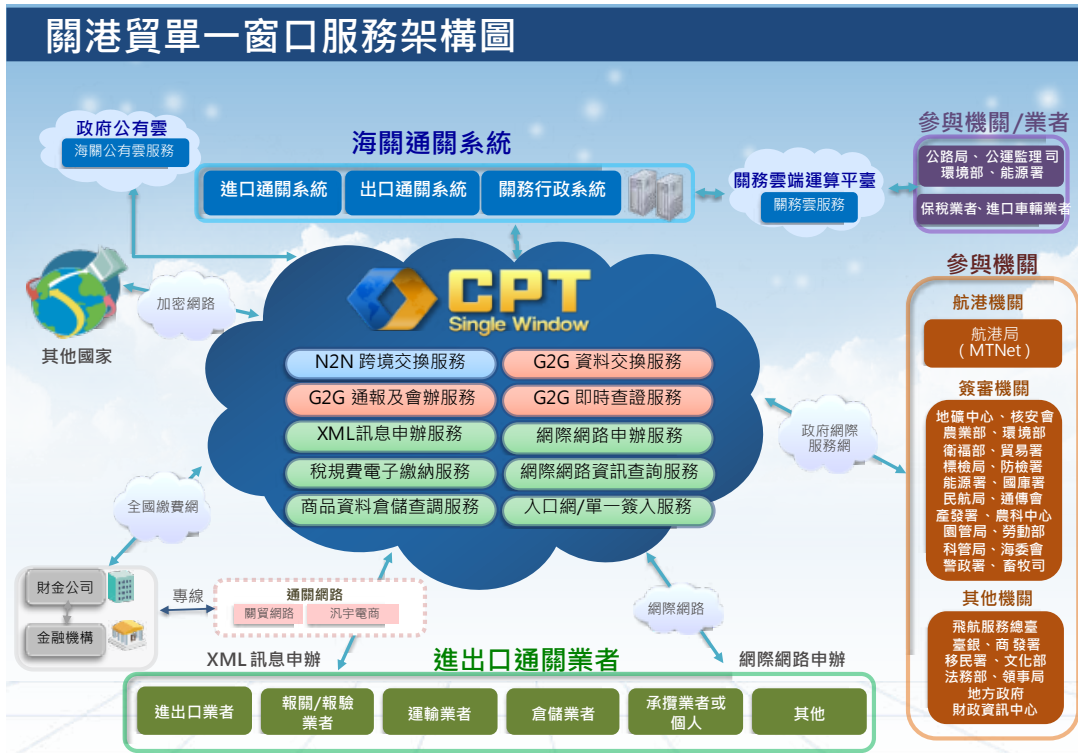 關港貿單一窗口服務架構圖
政府公有雲
海關公有雲服務
海關通關系統
進口通關系統
出口通關系統
關務行政系統
關務雲端運算平臺
關務雲服務
參與機關/業者
公路局、公運監理司
環境部、能源署
保稅業者、進口車輛業者
其他國家
加密網路
CPT
Single Window
N2N 跨境交換服務
G2G 資料交換服務
G2G 通報及會辦服務
G2G 即時查證服務
XML訊息申辦服務
網際網路申辦服務
稅規費電子繳納服務
網際網路資訊查詢服務
商品資料倉儲查調服務
入口網/單一簽入服務
政府網際
服務網
參與機關
航港機關
航港局
(MTNet)
簽審機關
地礦中心、核安會
農業部、環境部
衛福部、貿易署
標檢局、防檢署
能源署、國庫署
民航局、通傳會
產發署、農科中心
園管局、勞動部
科管局、海委會
警政署、畜牧司
其他機關
飛航服務總臺
臺銀、商發署
移民署、文化部
法務部、領事局
地方政府
財政資訊中心
全國繳費網
財金公司
金融機構
專線
通關網路
關貿網路
汎宇電商
網際網路
XML訊息申辦
進出口通關業者
網際網路申辦
進出口業者
報關/報驗
業者
運輸業者
倉儲業者
承攬業者或
個人
其他